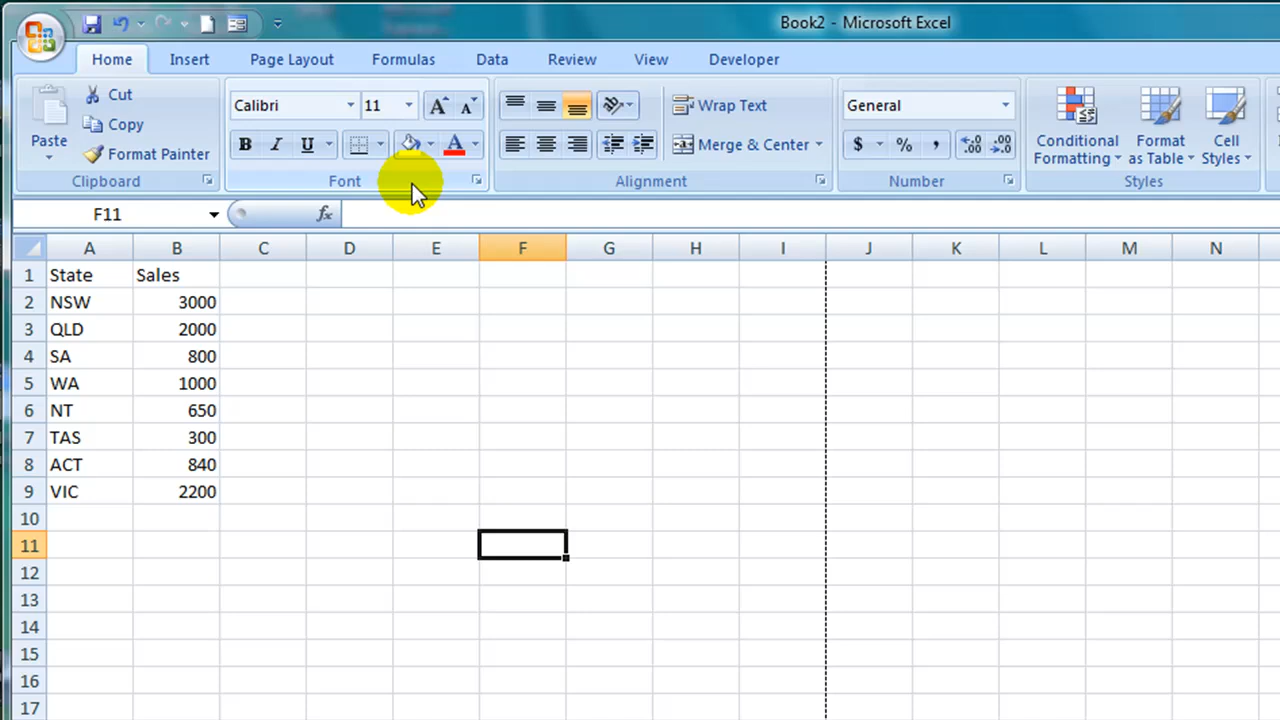 Book2 - Microsoft Excel
Home Insert Page Layout Formulas Data Review View Developer
Paste
Cut
Copy
Format Painter
Clipboard
Calibri 11 A A
B I U A
Font
Wrap Text
Merge & Center
Alignment
General
$ % , .00 .00
Number
Conditional Formatting
Format as Table
Cell Styles
Styles
F11 fx
A B C D E F G H I J K L M N
1 State Sales
2 NSW 3000
3 QLD 2000
4 SA 800
5 WA 1000
6 NT 650
7 TAS 300
8 ACT 840
9 VIC 2200
10
11
12
13
14
15
16
17